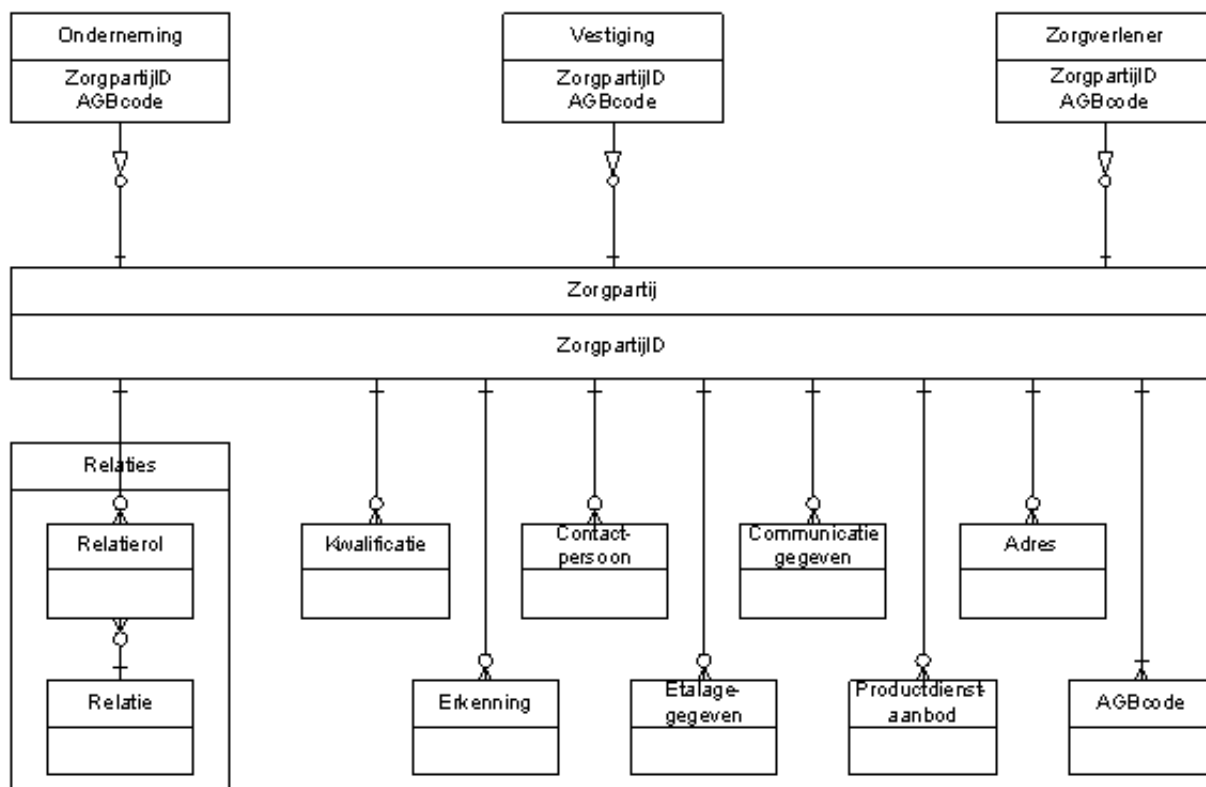 Onderneming
ZorgpartijID
AGBcode
Vestiging
ZorgpartijID
AGBcode
Zorgverlener
ZorgpartijID
AGBcode
Zorgpartij
ZorgpartijID
Relaties
Relatierol
Kwalificatie
Contact-
persoon
Communicatie
gegeven
Adres
Relatie
Erkenning
Etalage-
gegeven
Productdienst-
aanbod
AGBcode